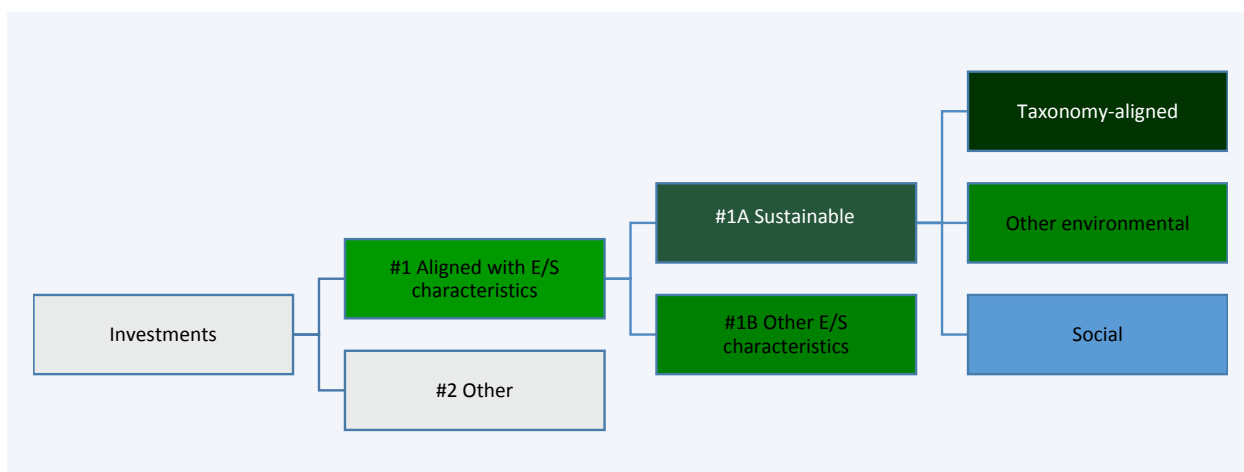 Investments
#1 Aligned with E/S
characteristics
#2 Other
#1A Sustainable
#1B Other E/S
characteristics
Taxonomy-aligned
Other environmental
Social